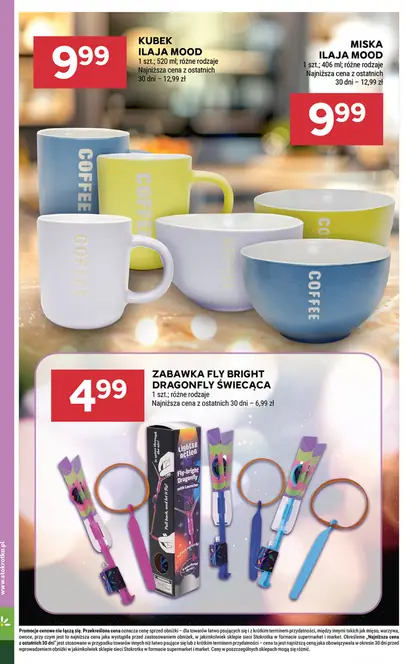 9.99
KUBEK
ILAJA MOOD
1 szt.; 520 ml; różne rodzaje
Najniższa cena z ostatnich
30 dni – 12,99 zł
MISKA
ILAJA MOOD
1 szt.; 406 ml; różne rodzaje
Najniższa cena z ostatnich
30 dni – 12,99 zł
9.99
COFFEE
COFFEE
COFFEE
4.99
ZABAWKA FLY BRIGHT
DRAGONFLY ŚWIECĄCA
1 szt.; różne rodzaje
Najniższa cena z ostatnich 30 dni – 6,99 zł
Lights
action
Fly-bright
Dragonfly
www.stokrotka.pl
Promocje cenowe nie łączą się. Przekreślona cena oznacza cenę sprzed obniżki – dla towarów łatwo psujących się i z krótkim terminem przydatności, między innymi takich jak mięso, warzywa,
owoce, przy czym jest to najniższa cena jaka wystąpiła przed zastosowaniem obniżek, w jakimkolwiek sklepie sieci Stokrotka w formacie supermarket i market. Określenie „Najniższa cena
z ostatnich 30 dni” jest stosowane w przypadku towarów innych niż łatwo psujące się lub z krótkim terminem przydatności – cena ta jest najniższą ceną jaka obowiązywała w okresie 30 dni przed
wprowadzeniem obniżki w jakimkolwiek sklepie sieci Stokrotka w formacie supermarket i market. Ceny w poszczególnych sklepach mogą się różnić.